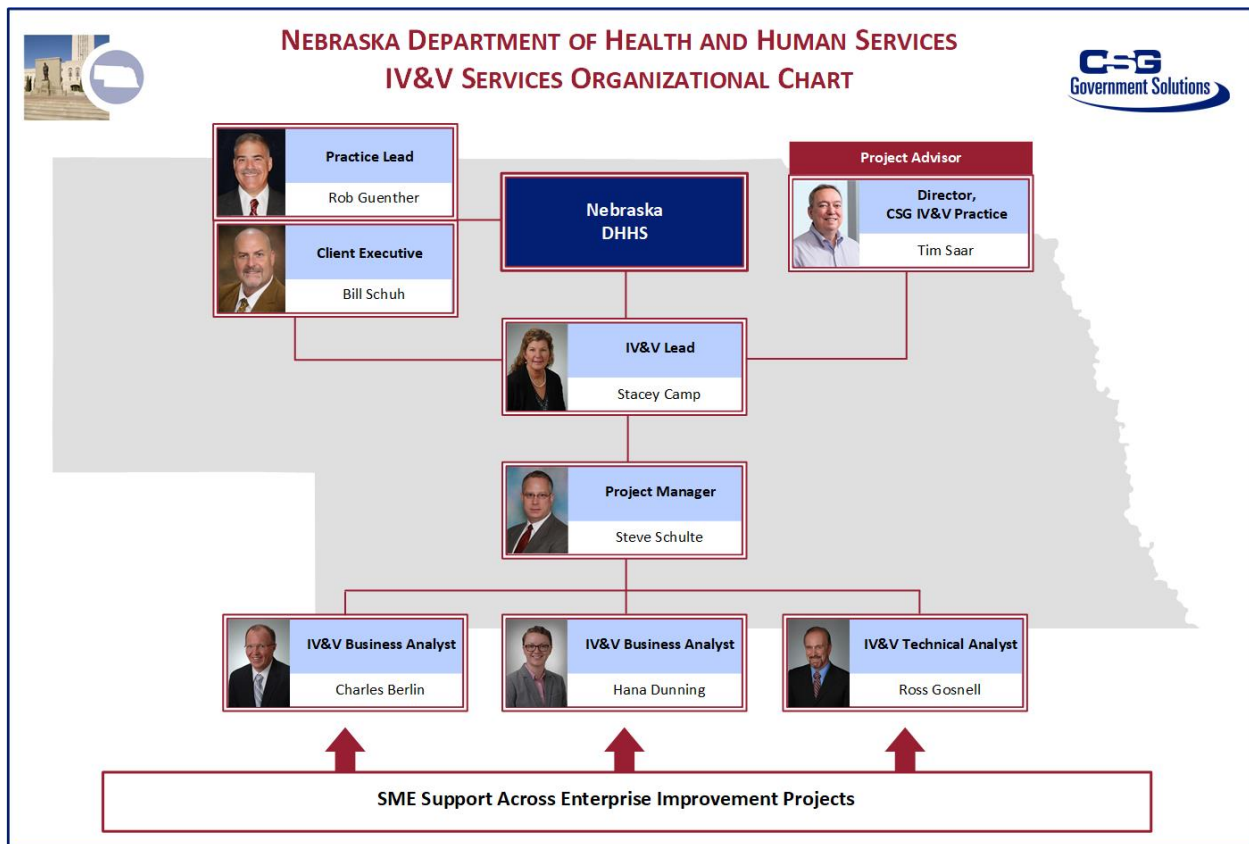 NEBRASKA DEPARTMENT OF HEALTH AND HUMAN SERVICES
IV&V SERVICES ORGANIZATIONAL CHART
CSG
Government Solutions
Practice Lead
Rob Guenther
Client Executive
Bill Schuh
Nebraska
DHHS
Project Advisor
Director,
CSG IV&V Practice
Tim Saar
IV&V Lead
Stacey Camp
Project Manager
Steve Schulte
IV&V Business Analyst
Charles Berlin
IV&V Business Analyst
Hana Dunning
IV&V Technical Analyst
Ross Gosnell
SME Support Across Enterprise Improvement Projects